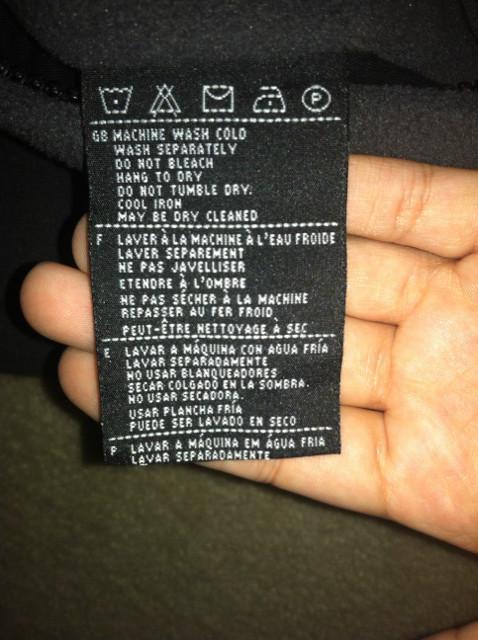 P
GB MACHINE WASH COLD
WASH SEPARATELY
DO NOT BLEACH
HANG TO DRY
DO NOT TUMBLE DRY.
COOL IRON
MAY BE DRY CLEANED
F LAVER À LA MACHINE À L'EAU FROIDE
LAVER SEPAREMENT
NE PAS JAVELLISER
ETENDRE À L'OMBRE
NE PAS SÉCHER À LA MACHINE
REPASSER AU FER FROID
PEUT-ÊTRE NETTOYAGE À SEC
E LAVAR A MÁQUINA CON AGUA FRÍA
LAVAR SEPARADAMENTE
NO USAR BLANQUEADORES
SECAR COLGADO EN LA SOMBRA.
NO USAR SECADORA.
USAR PLANCHA FRÍA
PUEDE SER LAVADO EN SECO
P LAVAR A MÁQUINA EM ÁGUA FRIA
LAVAR SEPARADAMENTE